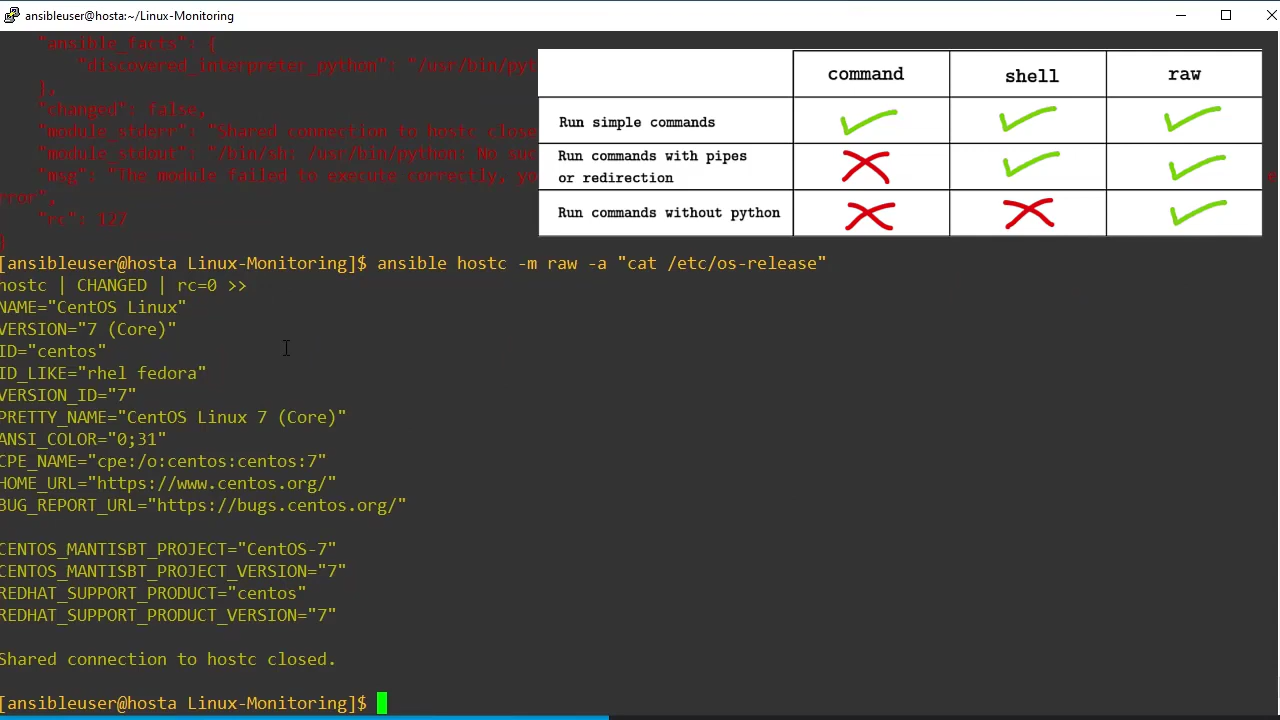 ansibleuser@hosta:~/Linux-Monitoring
"ansible_facts": {
"discovered_interpreter_python": "/usr/bin/pyt
},
"changed": false,
"module_stderr": "Shared connection to hostc close
"module_stdout": "/bin/sh: /usr/bin/python: No suc
"msg": "The module failed to execute correctly, yo
rror",
"rc": 127
}
command shell raw
Run simple commands
Run commands with pipes
or redirection
Run commands without python
[ansibleuser@hosta Linux-Monitoring]$ ansible hostc -m raw -a "cat /etc/os-release"
hostc | CHANGED | rc=0 >>
NAME="CentOS Linux"
VERSION="7 (Core)"
ID="centos"
ID_LIKE="rhel fedora"
VERSION_ID="7"
PRETTY_NAME="CentOS Linux 7 (Core)"
ANSI_COLOR="0;31"
CPE_NAME="cpe:/o:centos:centos:7"
HOME_URL="https://www.centos.org/"
BUG_REPORT_URL="https://bugs.centos.org/"
CENTOS_MANTISBT_PROJECT="CentOS-7"
CENTOS_MANTISBT_PROJECT_VERSION="7"
REDHAT_SUPPORT_PRODUCT="centos"
REDHAT_SUPPORT_PRODUCT_VERSION="7"
Shared connection to hostc closed.
[ansibleuser@hosta Linux-Monitoring]$